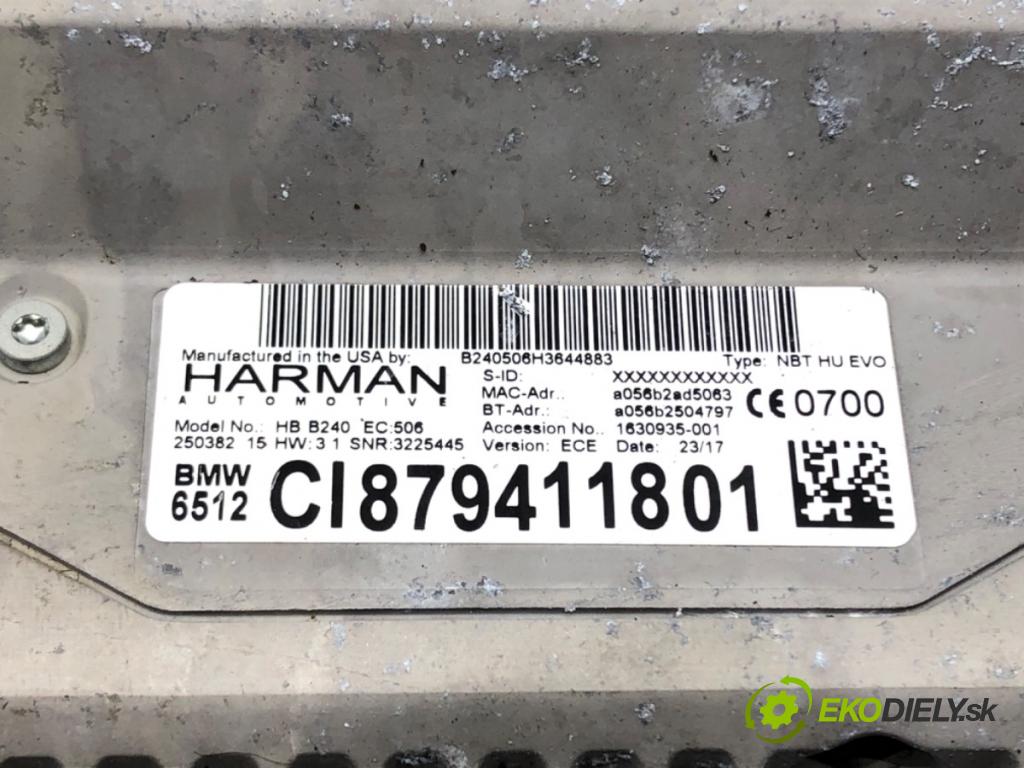 Manufactured in the USA by: B240506H3644883 Type: NBT HU EVO
HARMAN
AUTOMOTIVE
S-ID: XXXXXXXXXXXX
MAC-Adr.: a056b2ad5063
BT-Adr.: a056b2504797
CE 0700
Model No.: HB B240 EC:506 Accession No.. 1630935-001
250382 15 HW:3 1 SNR:3225445 Version: ECE Date: 23/17
BMW
6512 CI879411801
EKODIELY.sk